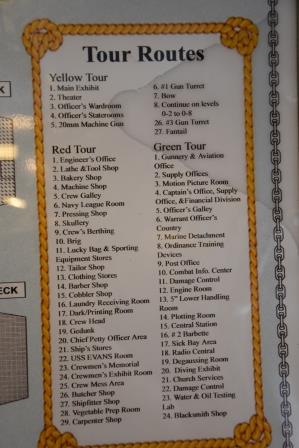 Tour Routes
Yellow Tour
1. Main Exhibit
2. Theater
3. Officer's Wardroom
4. Officer's Staterooms
5. 20mm Machine Gun
6. #1 Gun Turret
7. Bow
8. Continue on levels
0-2 to 0-8
26. #3 Gun Turret
27. Fantail
Red Tour
1. Engineer's Office
2. Lathe &Tool Shop
3. Bakery Shop
4. Machine Shop
5. Crew Galley
6. Navy League Room
7. Pressing Shop
8. Skullery
9. Crew's Berthing
10. Brig
11. Lucky Bag & Sporting
Equipment Stores
12. Tailor Shop
13. Clothing Stores
14. Barber Shop
15. Cobbler Shop
16. Laundry Receiving Room
17. Dark/Printing Room
18. Crew Head
19. Gedunk
20. Chief Petty Officer Area
21. Ship's Stores
22. USS EVANS Room
23. Crewmen's Memorial
24. Crewmen's Exhibit Room
25. Crew Mess Area
26. Butcher Shop
27. Shipfitter Shop
28. Vegetable Prep Room
29. Carpenter Shop
Green Tour
1. Gunnery & Aviation
Office
2. Supply Offices
3. Motion Picture Room
4. Captain's Office, Supply
Office, &Financial Division
5. Officer's Galley
6. Warrant Officer's
Country
7. Marine Detachment
8. Ordinance Training
Devices
9. Post Office
10. Combat Info. Center
11. Damage Control
12. Engine Room
13. 5" Lower Handling
Room
14. Plotting Room
15. Central Station
16. # 2 Barbette
17. Sick Bay Area
18. Radio Central
19. Degaussing Room
20. Diving Exhibit
21. Church Services
22. Damage Control
23. Water & Oil Testing
Lab
24. Blacksmith Shop
ECK